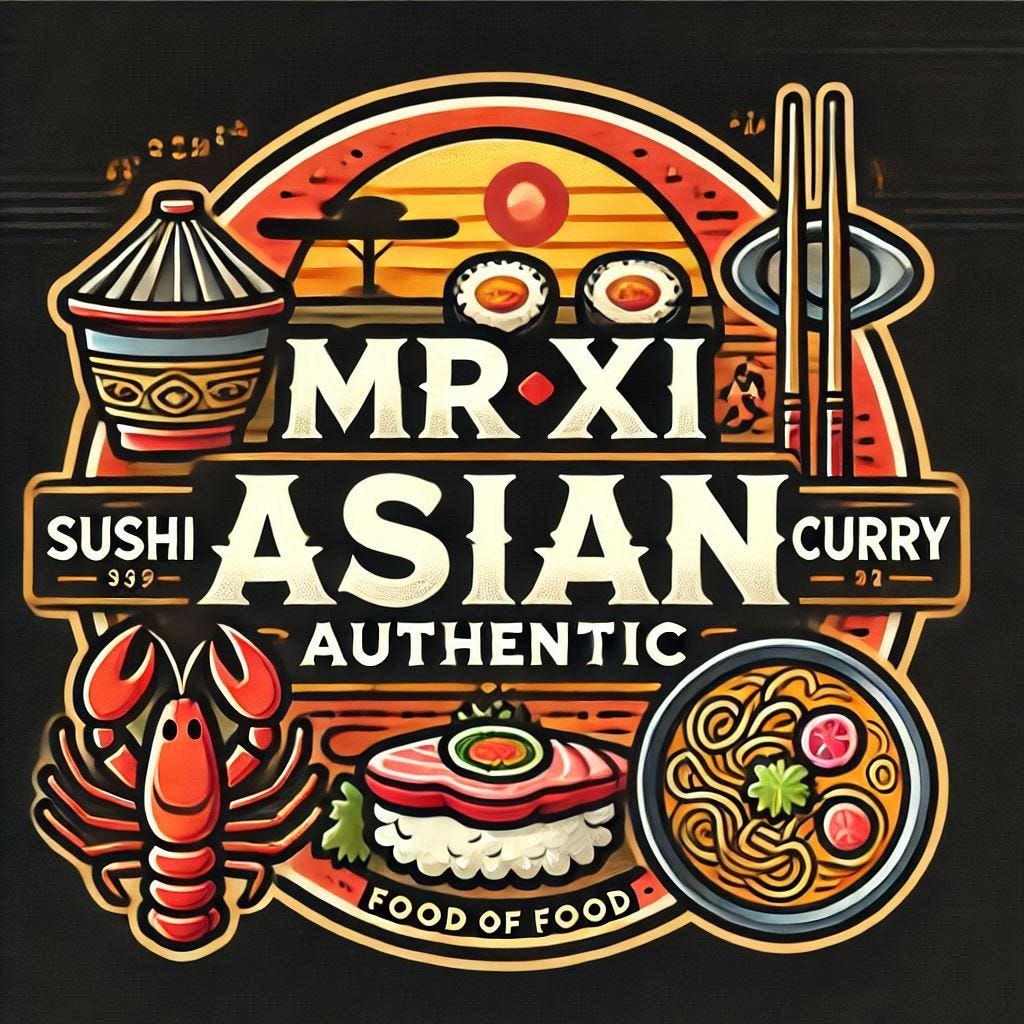 MR·XI
SUSHI ASIAN CURRY
AUTHENTIC
FOOD OF FOOD